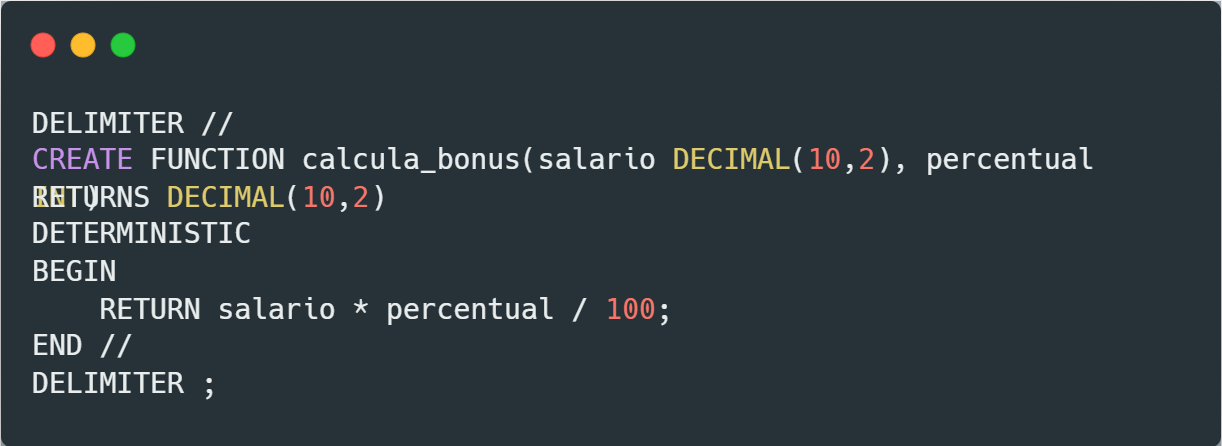 DELIMITER //
CREATE FUNCTION calcula_bonus(salario DECIMAL(10,2), percentual
INT)
RETURNS DECIMAL(10,2)
DETERMINISTIC
BEGIN
    RETURN salario * percentual / 100;
END //
DELIMITER ;